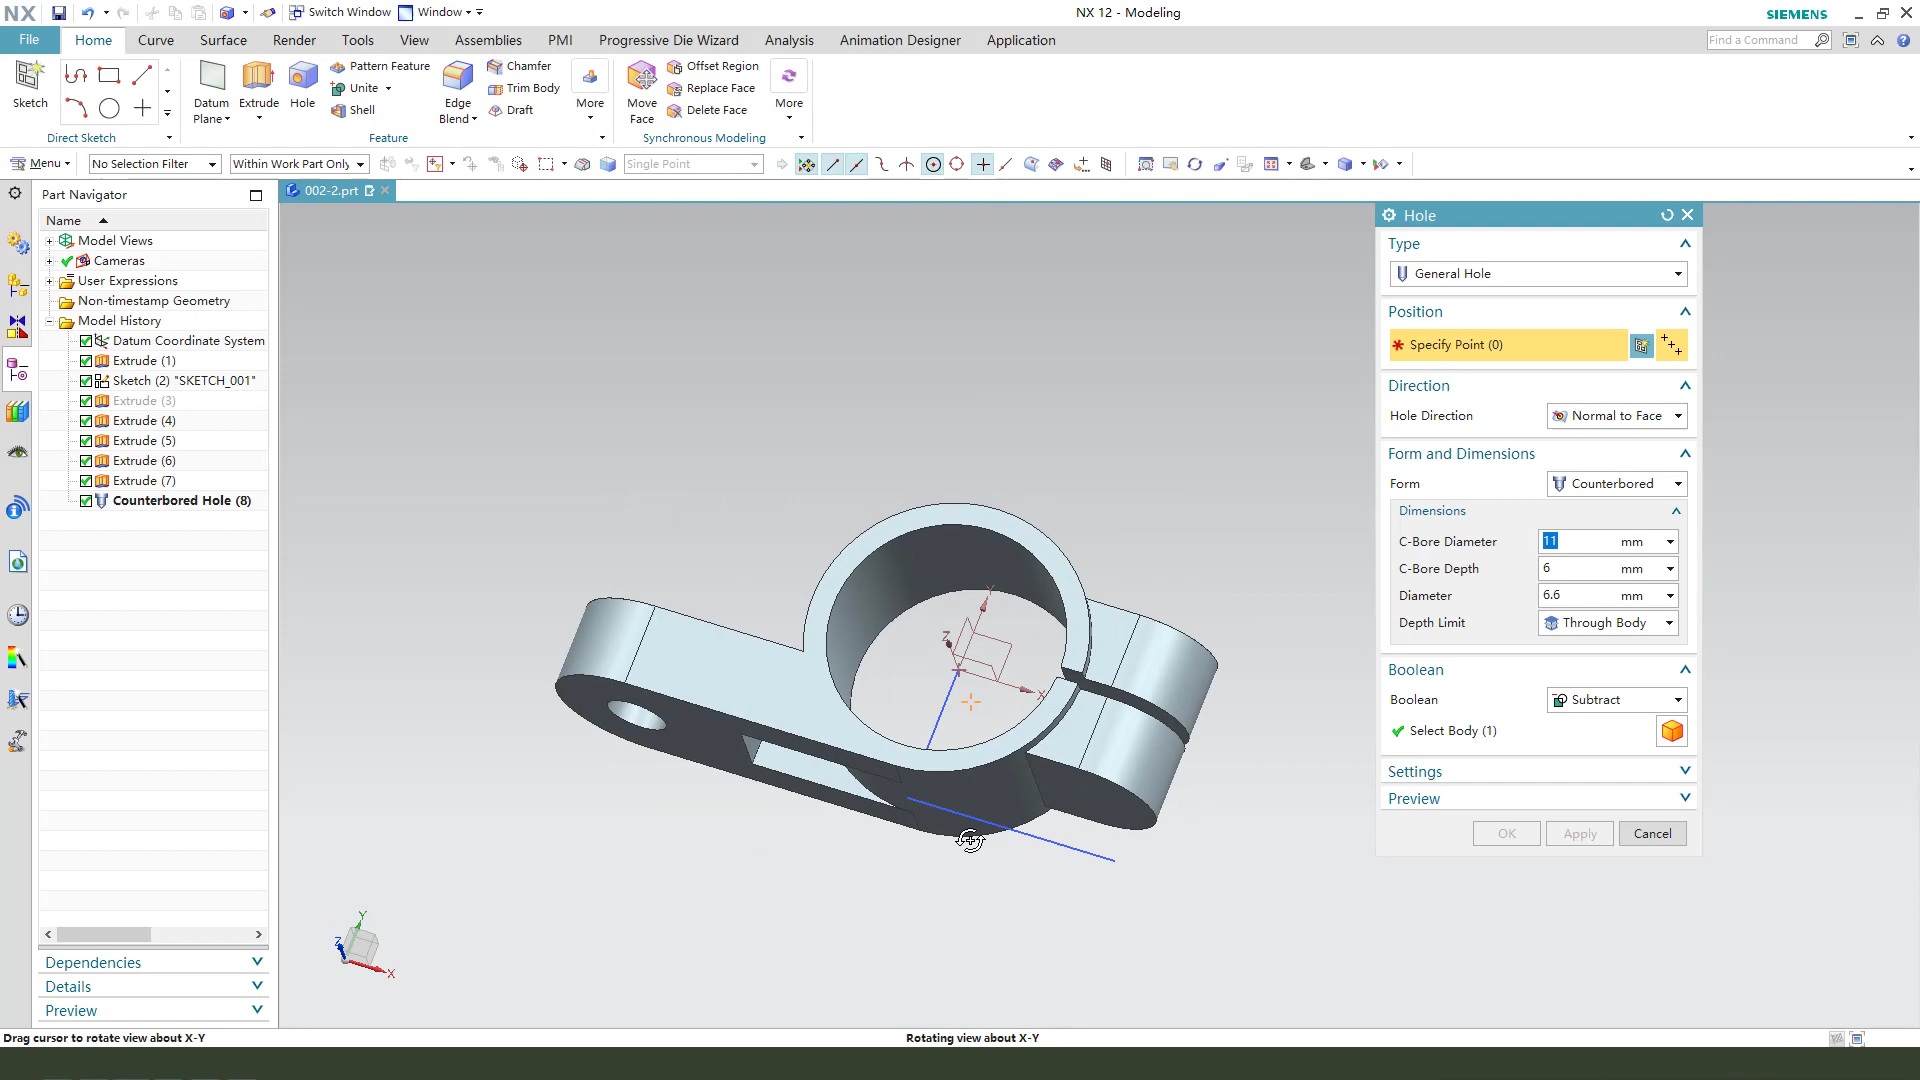 NX
Switch Window
Window
NX 12 - Modeling
SIEMENS
File
Home
Curve
Surface
Render
Tools
View
Assemblies
PMI
Progressive Die Wizard
Analysis
Animation Designer
Application
Find a Command
Sketch
Direct Sketch
Datum
Plane
Extrude
Hole
Pattern Feature
Unite
Shell
Edge
Blend
Chamfer
Trim Body
Draft
More
Feature
Move
Face
Offset Region
Replace Face
Delete Face
More
Synchronous Modeling
Menu
No Selection Filter
Within Work Part Only
Single Point
Part Navigator
002-2.prt
Name
Model Views
Cameras
User Expressions
Non-timestamp Geometry
Model History
Datum Coordinate System
Extrude (1)
Sketch (2) "SKETCH_001"
Extrude (3)
Extrude (4)
Extrude (5)
Extrude (6)
Extrude (7)
Counterbored Hole (8)
Dependencies
Details
Preview
Y
Z
X
Y
Z
X
Hole
Type
General Hole
Position
* Specify Point (0)
Direction
Hole Direction
Normal to Face
Form and Dimensions
Form
Counterbored
Dimensions
C-Bore Diameter
11 mm
C-Bore Depth
6 mm
Diameter
6.6 mm
Depth Limit
Through Body
Boolean
Boolean
Subtract
Select Body (1)
Settings
Preview
OK
Apply
Cancel
Drag cursor to rotate view about X-Y
Rotating view about X-Y